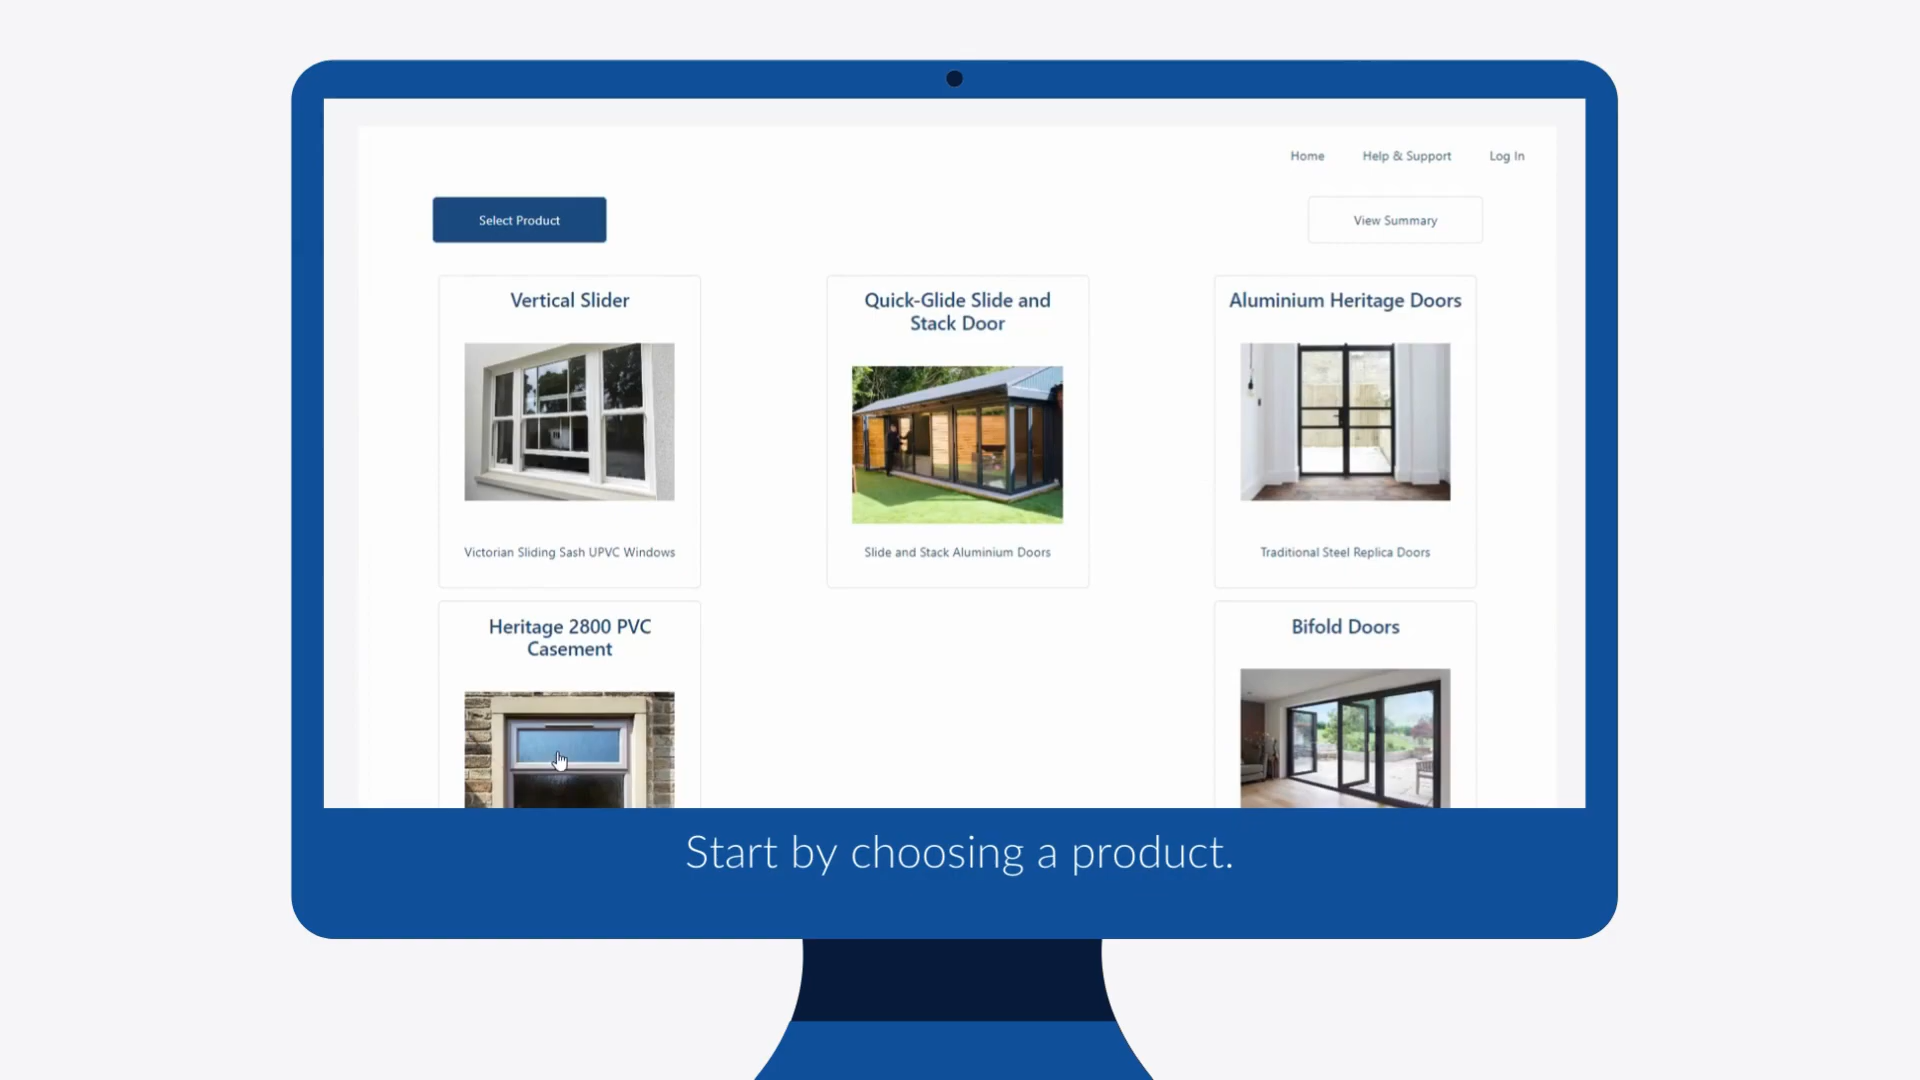 Home
Help & Support
Log In
Select Product
View Summary
Vertical Slider
Victorian Sliding Sash UPVC Windows
Quick-Glide Slide and
Stack Door
Slide and Stack Aluminium Doors
Aluminium Heritage Doors
Traditional Steel Replica Doors
Heritage 2800 PVC
Casement
Bifold Doors
Start by choosing a product.